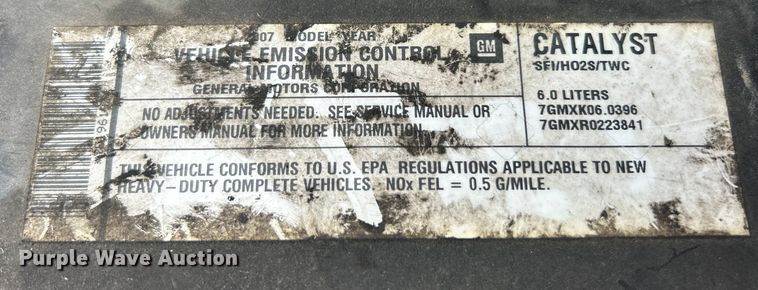 2007 MODEL YEAR
VEHICLE EMISSION CONTROL
INFORMATION
GENERAL MOTORS CORPORATION
GM
CATALYST
SFI/HO2S/TWC
6.0 LITERS
7GMXK06.0396
7GMXR0223841
NO ADJUSTMENTS NEEDED. SEE SERVICE MANUAL OR
OWNERS MANUAL FOR MORE INFORMATION
THIS VEHICLE CONFORMS TO U.S. EPA REGULATIONS APPLICABLE TO NEW
HEAVY-DUTY COMPLETE VEHICLES. NOx FEL = 0.5 G/MILE.
Purple Wave Auction